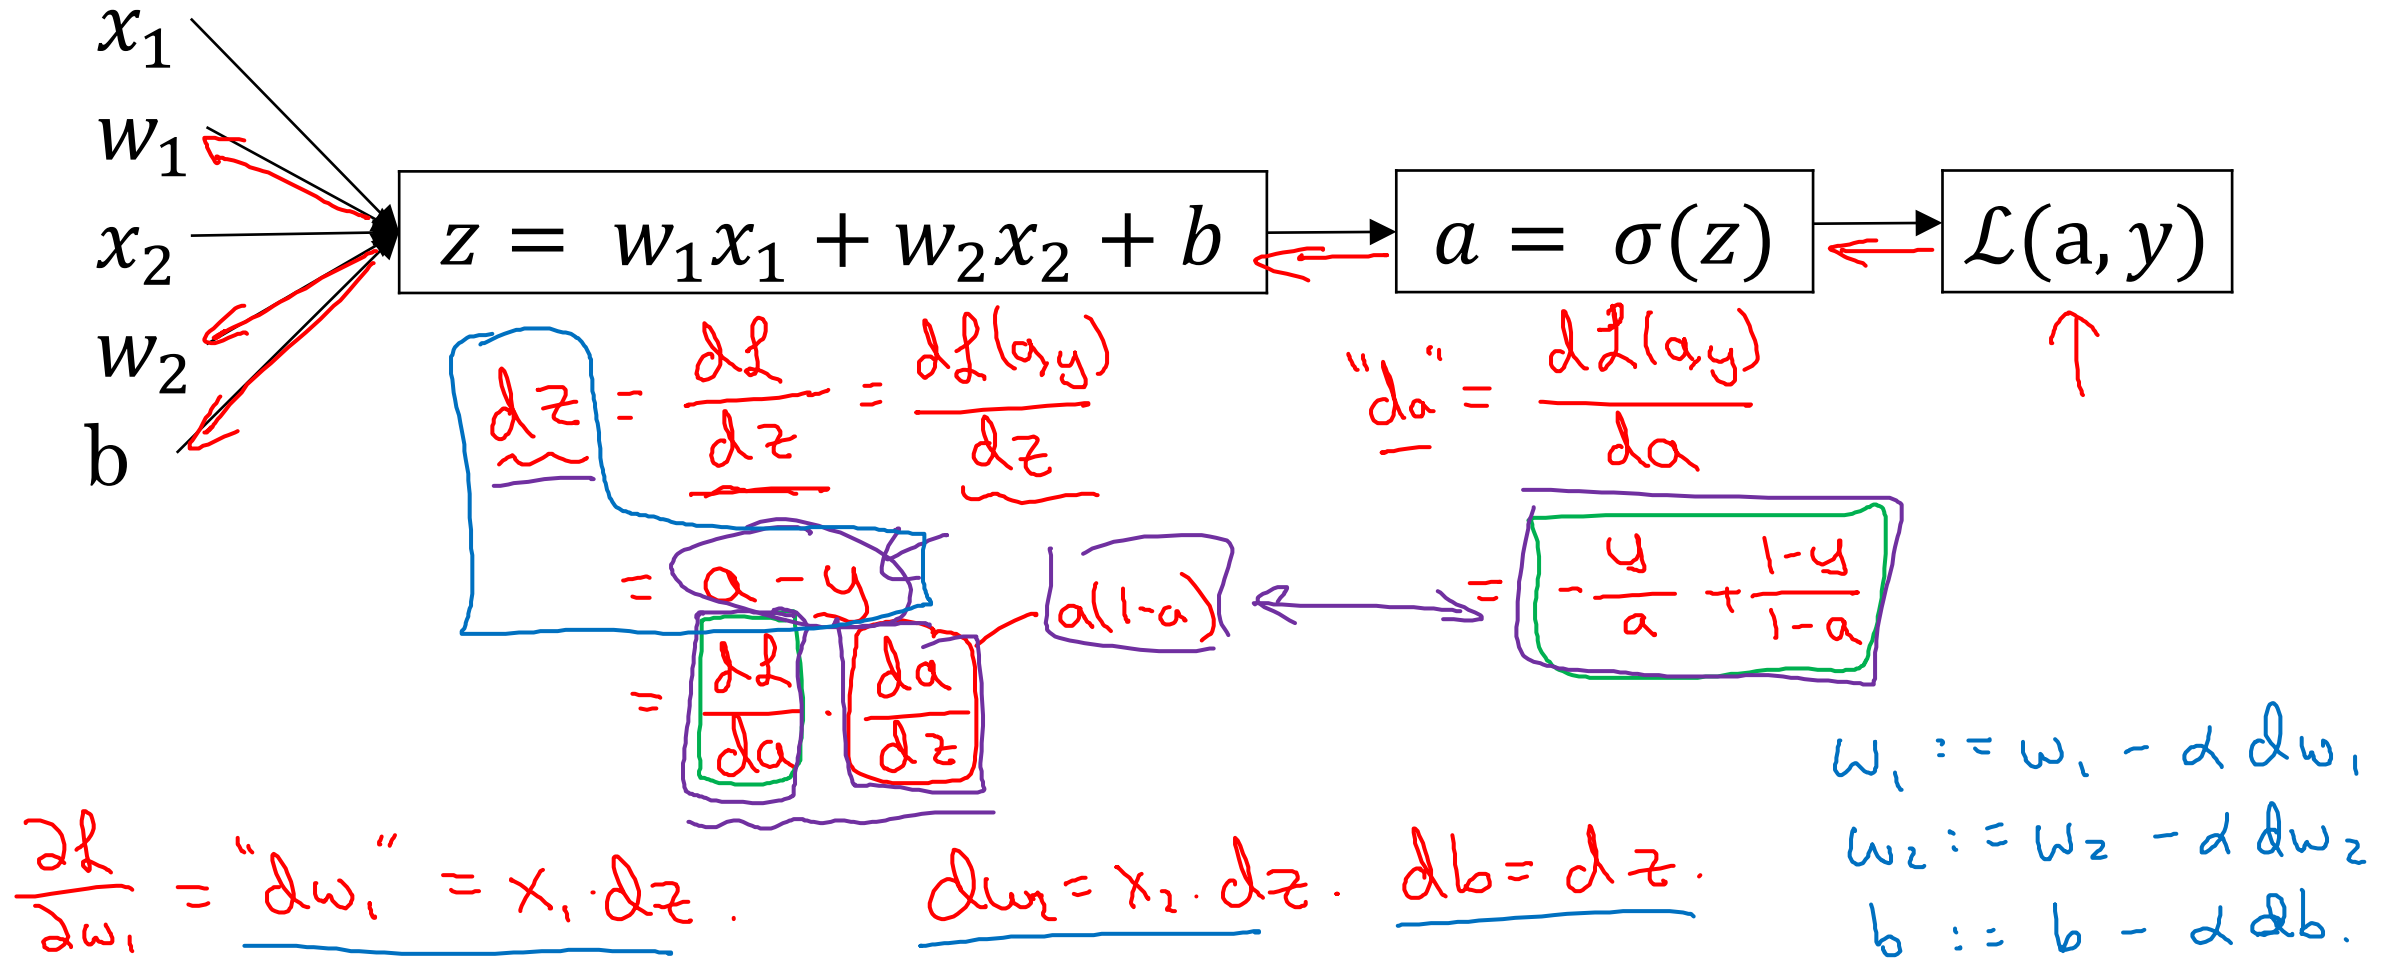 x₁
w₁
x₂
w₂
b
z = w₁x₁ + w₂x₂ + b
a = σ(z)
ℒ(a, y)
dz = dℒ/dz = dℒ(a,y)/dz
= a - y
= dℒ/da · da/dz
a(1-a)
"da" = dℒ(a,y)/da
= -y/a + (1-y)/(1-a)
∂ℒ/∂w₁ = "dw₁" = x₁·dz.
dw₂ = x₂·dz.
db = dz.
w₁ := w₁ - α dw₁
w₂ := w₂ - α dw₂
b := b - α db.